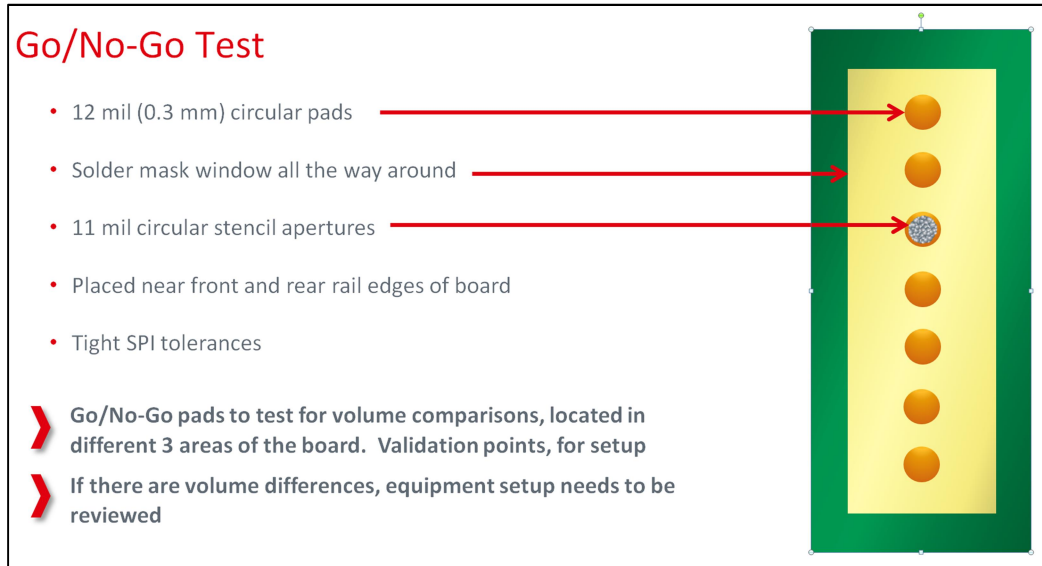 Go/No-Go Test
• 12 mil (0.3 mm) circular pads
• Solder mask window all the way around
• 11 mil circular stencil apertures
• Placed near front and rear rail edges of board
• Tight SPI tolerances
Go/No-Go pads to test for volume comparisons, located in
different 3 areas of the board.  Validation points, for setup
If there are volume differences, equipment setup needs to be
reviewed